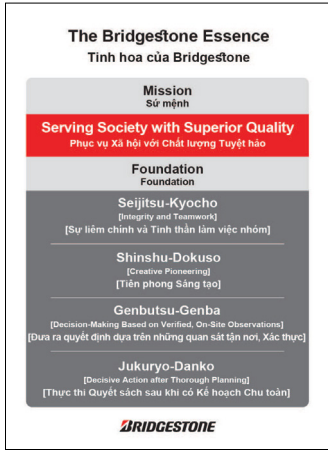 The Bridgestone Essence
Tinh hoa của Bridgestone
Mission
Sứ mệnh
Serving Society with Superior Quality
Phục vụ Xã hội với Chất lượng Tuyệt hảo
Foundation
Foundation
Seijitsu-Kyocho
[Integrity and Teamwork]
[Sự liêm chính và Tinh thần làm việc nhóm]
Shinshu-Dokuso
[Creative Pioneering]
[Tiên phong Sáng tạo]
Genbutsu-Genba
[Decision-Making Based on Verified, On-Site Observations]
[Đưa ra quyết định dựa trên những quan sát tận nơi, Xác thực]
Jukuryo-Danko
[Decisive Action after Thorough Planning]
[Thực thi Quyết sách sau khi có Kế hoạch Chu toàn]
BRIDGESTONE